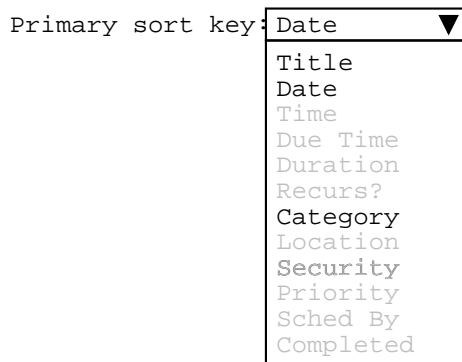 Primary sort key: Date
Title
Date
Time
Due Time
Duration
Recurs?
Category
Location
Security
Priority
Sched By
Completed